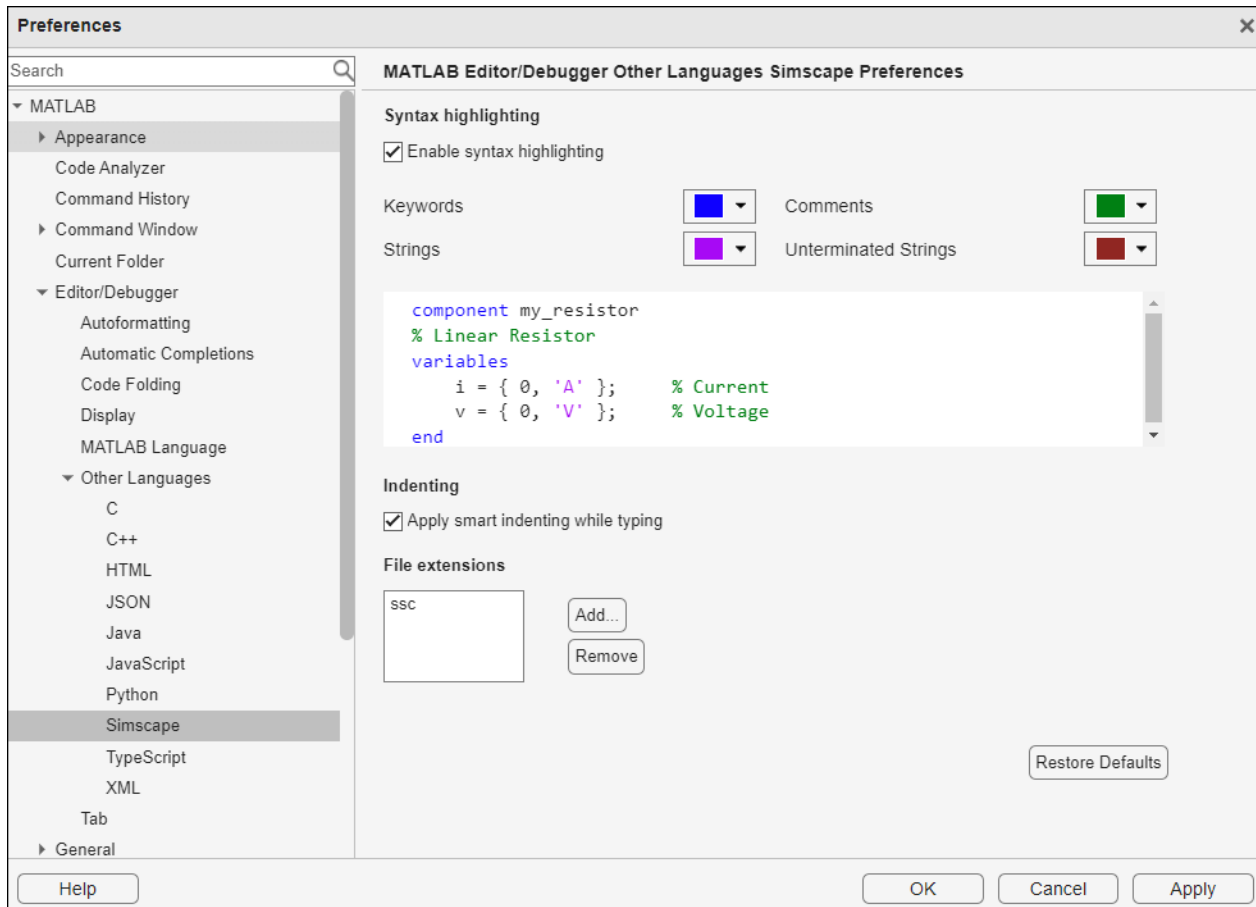 Preferences
Search
MATLAB
Appearance
Code Analyzer
Command History
Command Window
Current Folder
Editor/Debugger
Autoformatting
Automatic Completions
Code Folding
Display
MATLAB Language
Other Languages
C
C++
HTML
JSON
Java
JavaScript
Python
Simscape
TypeScript
XML
Tab
General
MATLAB Editor/Debugger Other Languages Simscape Preferences
Syntax highlighting
Enable syntax highlighting
Keywords
Comments
Strings
Unterminated Strings
component my_resistor
% Linear Resistor
variables
    i = { 0, 'A' };     % Current
    v = { 0, 'V' };     % Voltage
end
Indenting
Apply smart indenting while typing
File extensions
ssc
Add...
Remove
Restore Defaults
Help
OK
Cancel
Apply